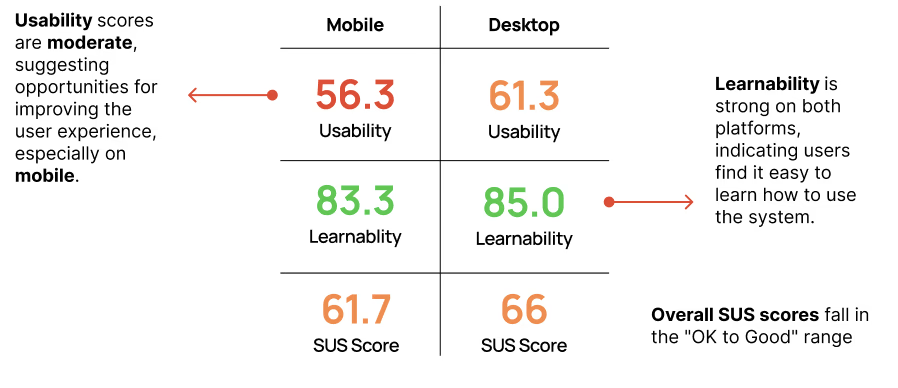 Usability scores
are moderate,
suggesting
opportunities for
improving the
user experience,
especially on
mobile.
Mobile
Desktop
56.3
Usability
61.3
Usability
83.3
Learnablity
85.0
Learnability
61.7
SUS Score
66
SUS Score
Learnability is
strong on both
platforms,
indicating users
find it easy to
learn how to use
the system.
Overall SUS scores fall in
the "OK to Good" range